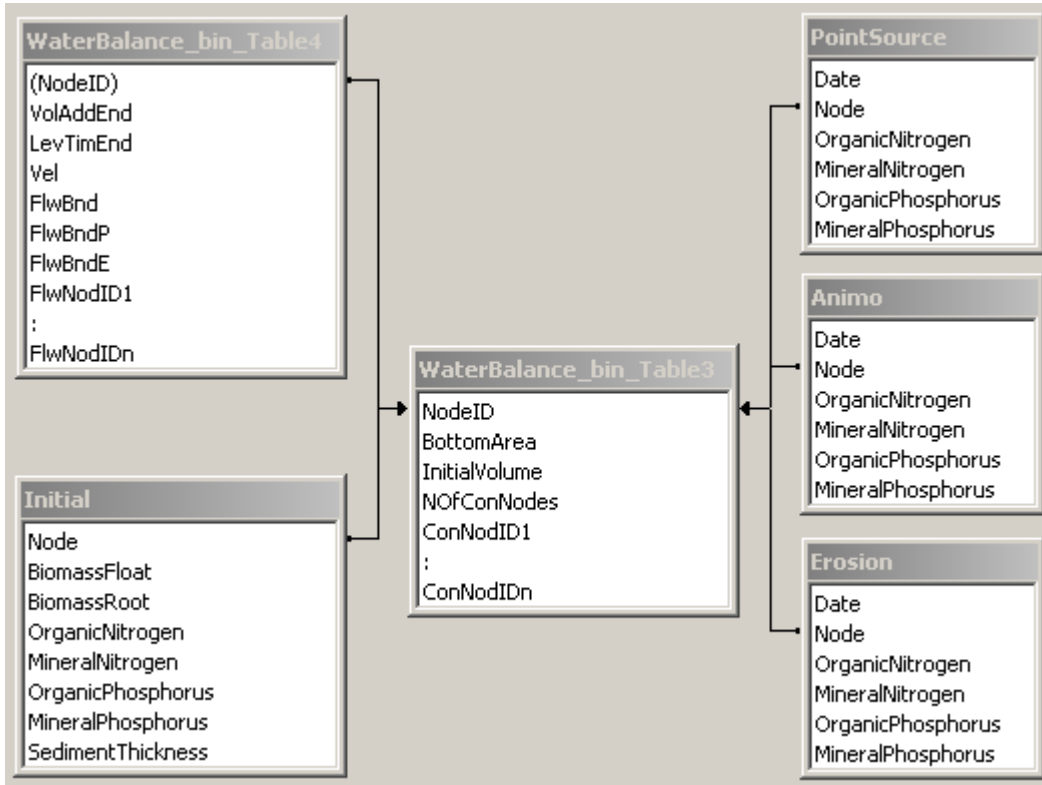 WaterBalance_bin_Table4
(NodeID)
VolAddEnd
LevTimEnd
Vel
FlwBnd
FlwBndP
FlwBndE
FlwNodID1
:
FlwNodIDn
Initial
Node
BiomassFloat
BiomassRoot
OrganicNitrogen
MineralNitrogen
OrganicPhosphorus
MineralPhosphorus
SedimentThickness
WaterBalance_bin_Table3
NodeID
BottomArea
InitialVolume
NOfConNodes
ConNodID1
:
ConNodIDn
PointSource
Date
Node
OrganicNitrogen
MineralNitrogen
OrganicPhosphorus
MineralPhosphorus
Animo
Date
Node
OrganicNitrogen
MineralNitrogen
OrganicPhosphorus
MineralPhosphorus
Erosion
Date
Node
OrganicNitrogen
MineralNitrogen
OrganicPhosphorus
MineralPhosphorus